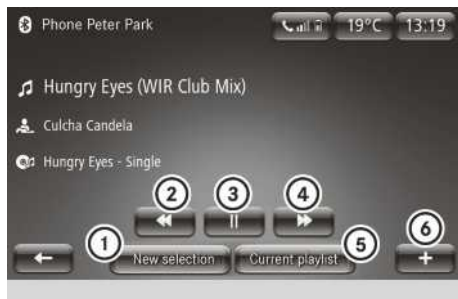 Phone Peter Park 19°C 13:19
Hungry Eyes (WIR Club Mix)
Culcha Candela
Hungry Eyes - Single
2 3 4
1 New selection Current playlist 5 6